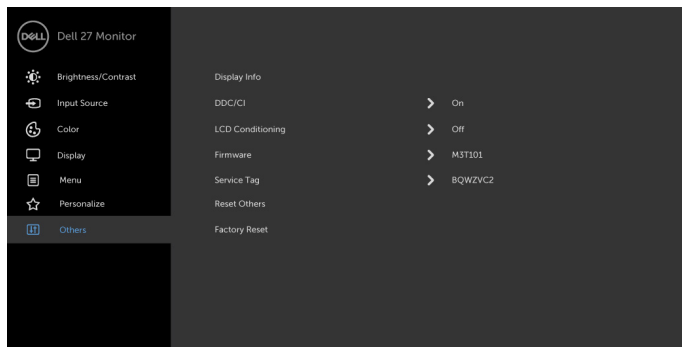 DELL Dell 27 Monitor
Brightness/Contrast Display Info
Input Source DDC/CI On
Color LCD Conditioning Off
Display Firmware M3T101
Menu Service Tag BQWZVC2
Personalize Reset Others
Others Factory Reset